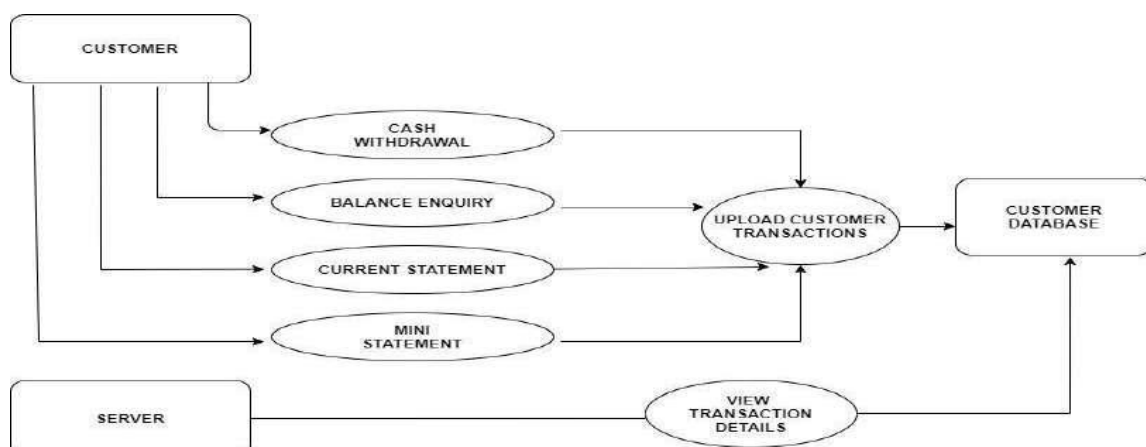 CUSTOMER
CASH
WITHDRAWAL
BALANCE ENQUIRY
CURRENT STATEMENT
MINI
STATEMENT
UPLOAD CUSTOMER
TRANSACTIONS
CUSTOMER
DATABASE
SERVER
VIEW
TRANSACTION
DETAILS